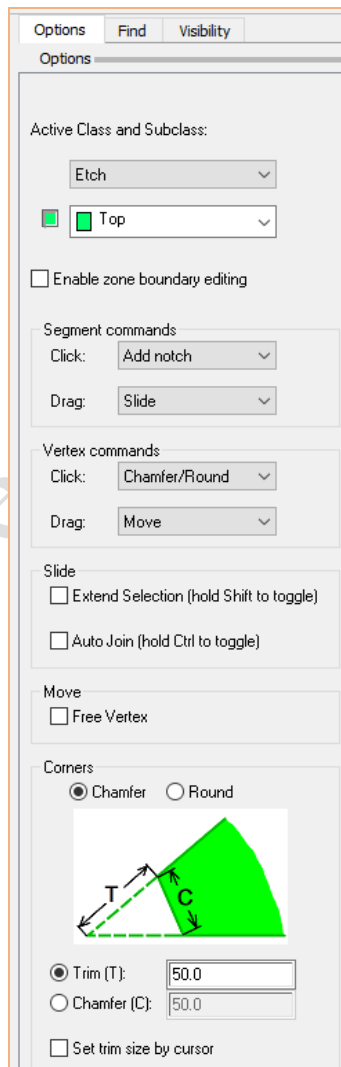 Options Find Visibility
Options
Active Class and Subclass:
Etch
Top
Enable zone boundary editing
Segment commands
Click: Add notch
Drag: Slide
Vertex commands
Click: Chamfer/Round
Drag: Move
Slide
Extend Selection (hold Shift to toggle)
Auto Join (hold Ctrl to toggle)
Move
Free Vertex
Corners
Chamfer Round
T
C
Trim (T): 50.0
Chamfer (C): 50.0
Set trim size by cursor